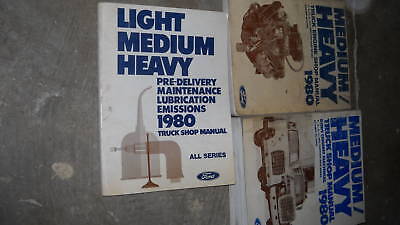 LIGHT
MEDIUM
HEAVY
PRE-DELIVERY
MAINTENANCE
LUBRICATION
EMISSIONS
1980
TRUCK SHOP MANUAL
ALL SERIES
Ford
MEDIUM/
HEAVY
TRUCK ENGINE SHOP MANUAL
1980
Ford
MEDIUM/
HEAVY
TRUCK SHOP MANUAL
1980
Ford